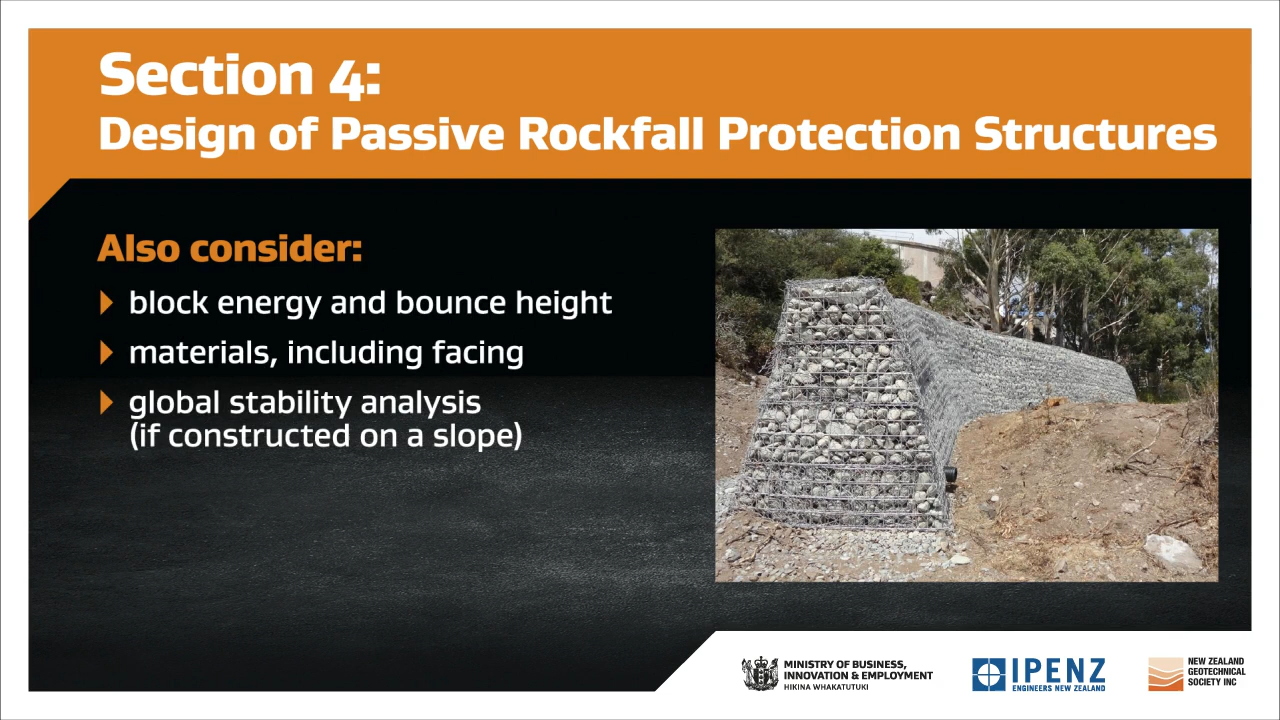 Section 4:
Design of Passive Rockfall Protection Structures
Also consider:
block energy and bounce height
materials, including facing
global stability analysis
(if constructed on a slope)
MINISTRY OF BUSINESS,
INNOVATION & EMPLOYMENT
HIKINA WHAKATUTUKI
IPENZ
ENGINEERS NEW ZEALAND
NEW ZEALAND
GEOTECHNICAL
SOCIETY INC